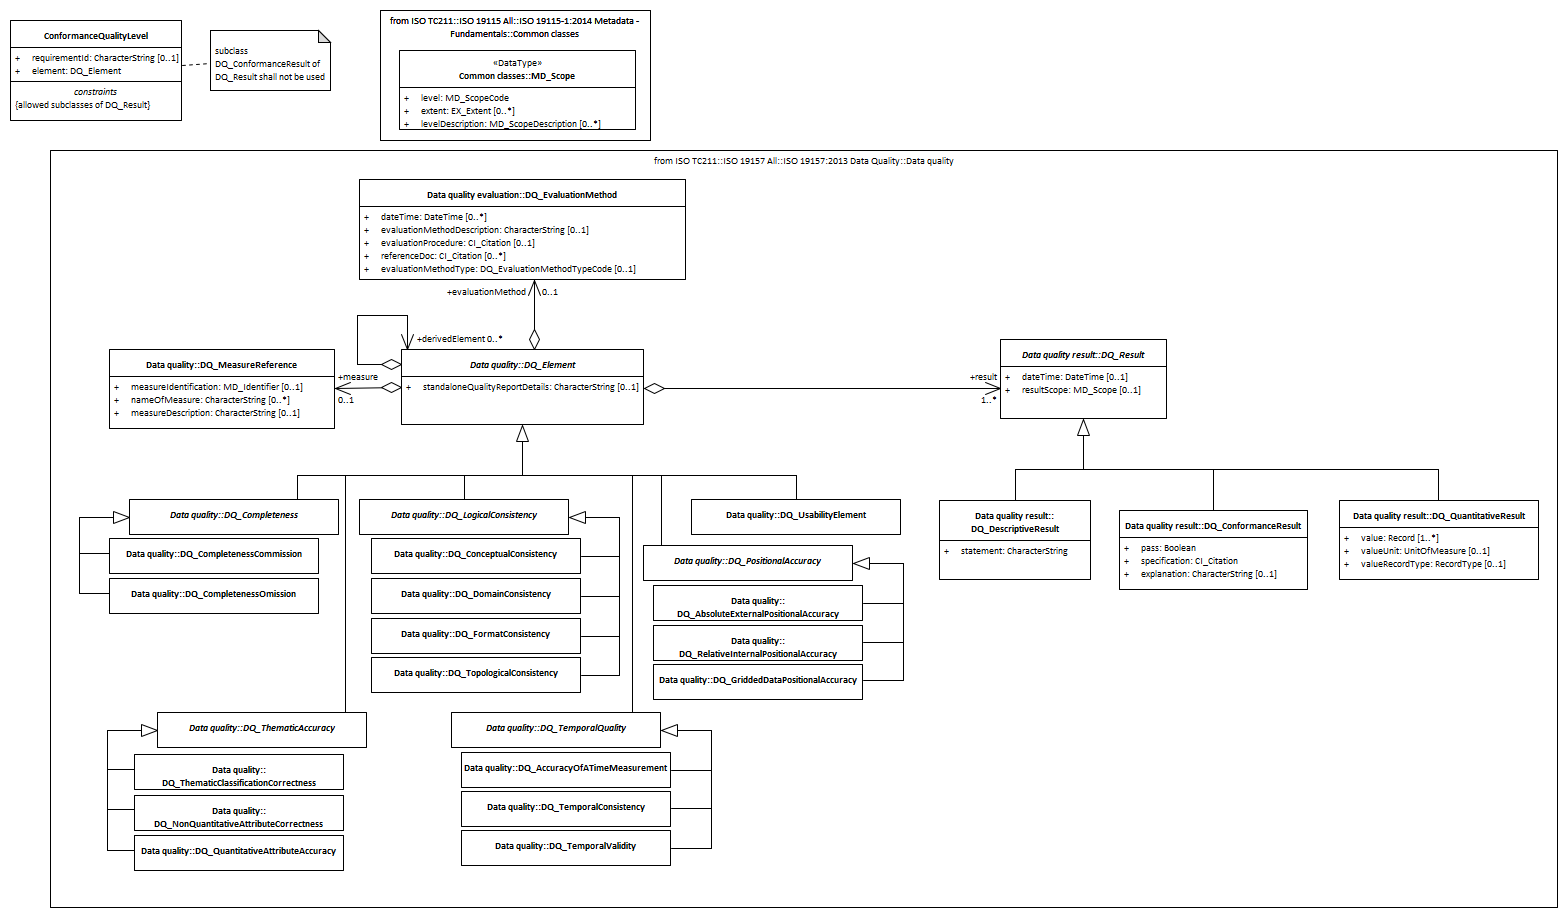 ConformanceQualityLevel
+ requirementId: CharacterString [0..1]
+ element: DQ_Element
constraints
{allowed subclasses of DQ_Result}
subclass
DQ_ConformanceResult of
DQ_Result shall not be used
from ISO TC211::ISO 19115 All::ISO 19115-1:2014 Metadata -
Fundamentals::Common classes
«DataType»
Common classes::MD_Scope
+ level: MD_ScopeCode
+ extent: EX_Extent [0..*]
+ levelDescription: MD_ScopeDescription [0..*]
from ISO TC211::ISO 19157 All::ISO 19157:2013 Data Quality::Data quality
Data quality evaluation::DQ_EvaluationMethod
+ dateTime: DateTime [0..*]
+ evaluationMethodDescription: CharacterString [0..1]
+ evaluationProcedure: CI_Citation [0..1]
+ referenceDoc: CI_Citation [0..*]
+ evaluationMethodType: DQ_EvaluationMethodTypeCode [0..1]
+evaluationMethod 0..1
+derivedElement 0..*
Data quality::DQ_MeasureReference
+ measureIdentification: MD_Identifier [0..1]
+ nameOfMeasure: CharacterString [0..*]
+ measureDescription: CharacterString [0..1]
+measure
0..1
Data quality::DQ_Element
+ standaloneQualityReportDetails: CharacterString [0..1]
+result
1..*
Data quality result::DQ_Result
+ dateTime: DateTime [0..1]
+ resultScope: MD_Scope [0..1]
Data quality::DQ_Completeness
Data quality::DQ_CompletenessCommission
Data quality::DQ_CompletenessOmission
Data quality::DQ_LogicalConsistency
Data quality::DQ_ConceptualConsistency
Data quality::DQ_DomainConsistency
Data quality::DQ_FormatConsistency
Data quality::DQ_TopologicalConsistency
Data quality::DQ_UsabilityElement
Data quality::DQ_PositionalAccuracy
Data quality::
DQ_AbsoluteExternalPositionalAccuracy
Data quality::
DQ_RelativeInternalPositionalAccuracy
Data quality::DQ_GriddedDataPositionalAccuracy
Data quality result::
DQ_DescriptiveResult
+ statement: CharacterString
Data quality result::DQ_ConformanceResult
+ pass: Boolean
+ specification: CI_Citation
+ explanation: CharacterString [0..1]
Data quality result::DQ_QuantitativeResult
+ value: Record [1..*]
+ valueUnit: UnitOfMeasure [0..1]
+ valueRecordType: RecordType [0..1]
Data quality::DQ_ThematicAccuracy
Data quality::
DQ_ThematicClassificationCorrectness
Data quality::
DQ_NonQuantitativeAttributeCorrectness
Data quality::DQ_QuantitativeAttributeAccuracy
Data quality::DQ_TemporalQuality
Data quality::DQ_AccuracyOfATimeMeasurement
Data quality::DQ_TemporalConsistency
Data quality::DQ_TemporalValidity